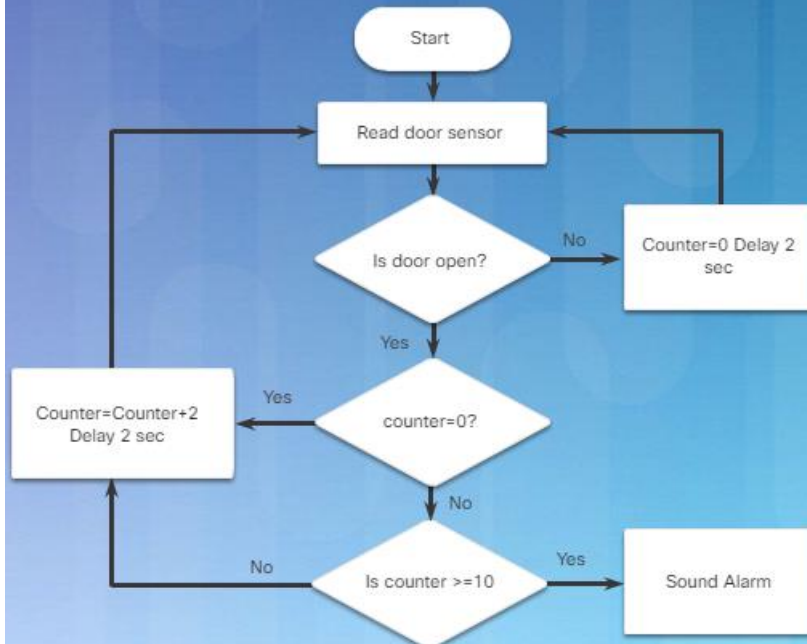 Start
Read door sensor
Is door open?
No
Counter=0 Delay 2
sec
Yes
counter=0?
Yes
Counter=Counter+2
Delay 2 sec
No
Is counter >=10
No
Yes
Sound Alarm